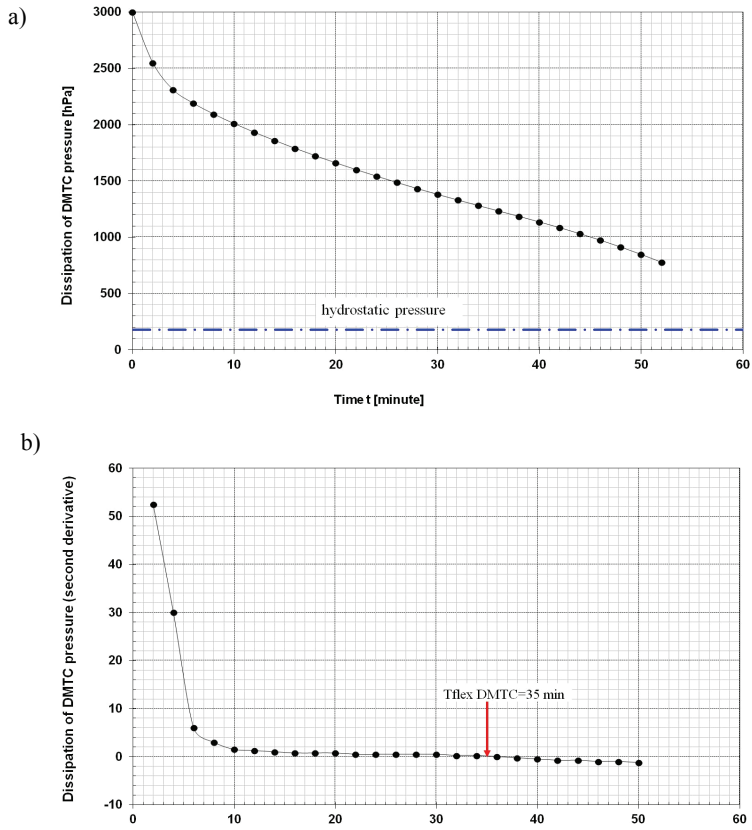 a)
Dissipation of DMTC pressure [hPa]
3000
2500
2000
1500
1000
500
0
hydrostatic pressure
0 10 20 30 40 50 60
Time t [minute]
b)
Dissipation of DMTC pressure (second derivative)
60
50
40
30
20
10
0
-10
Tflex DMTC=35 min
0 10 20 30 40 50 60